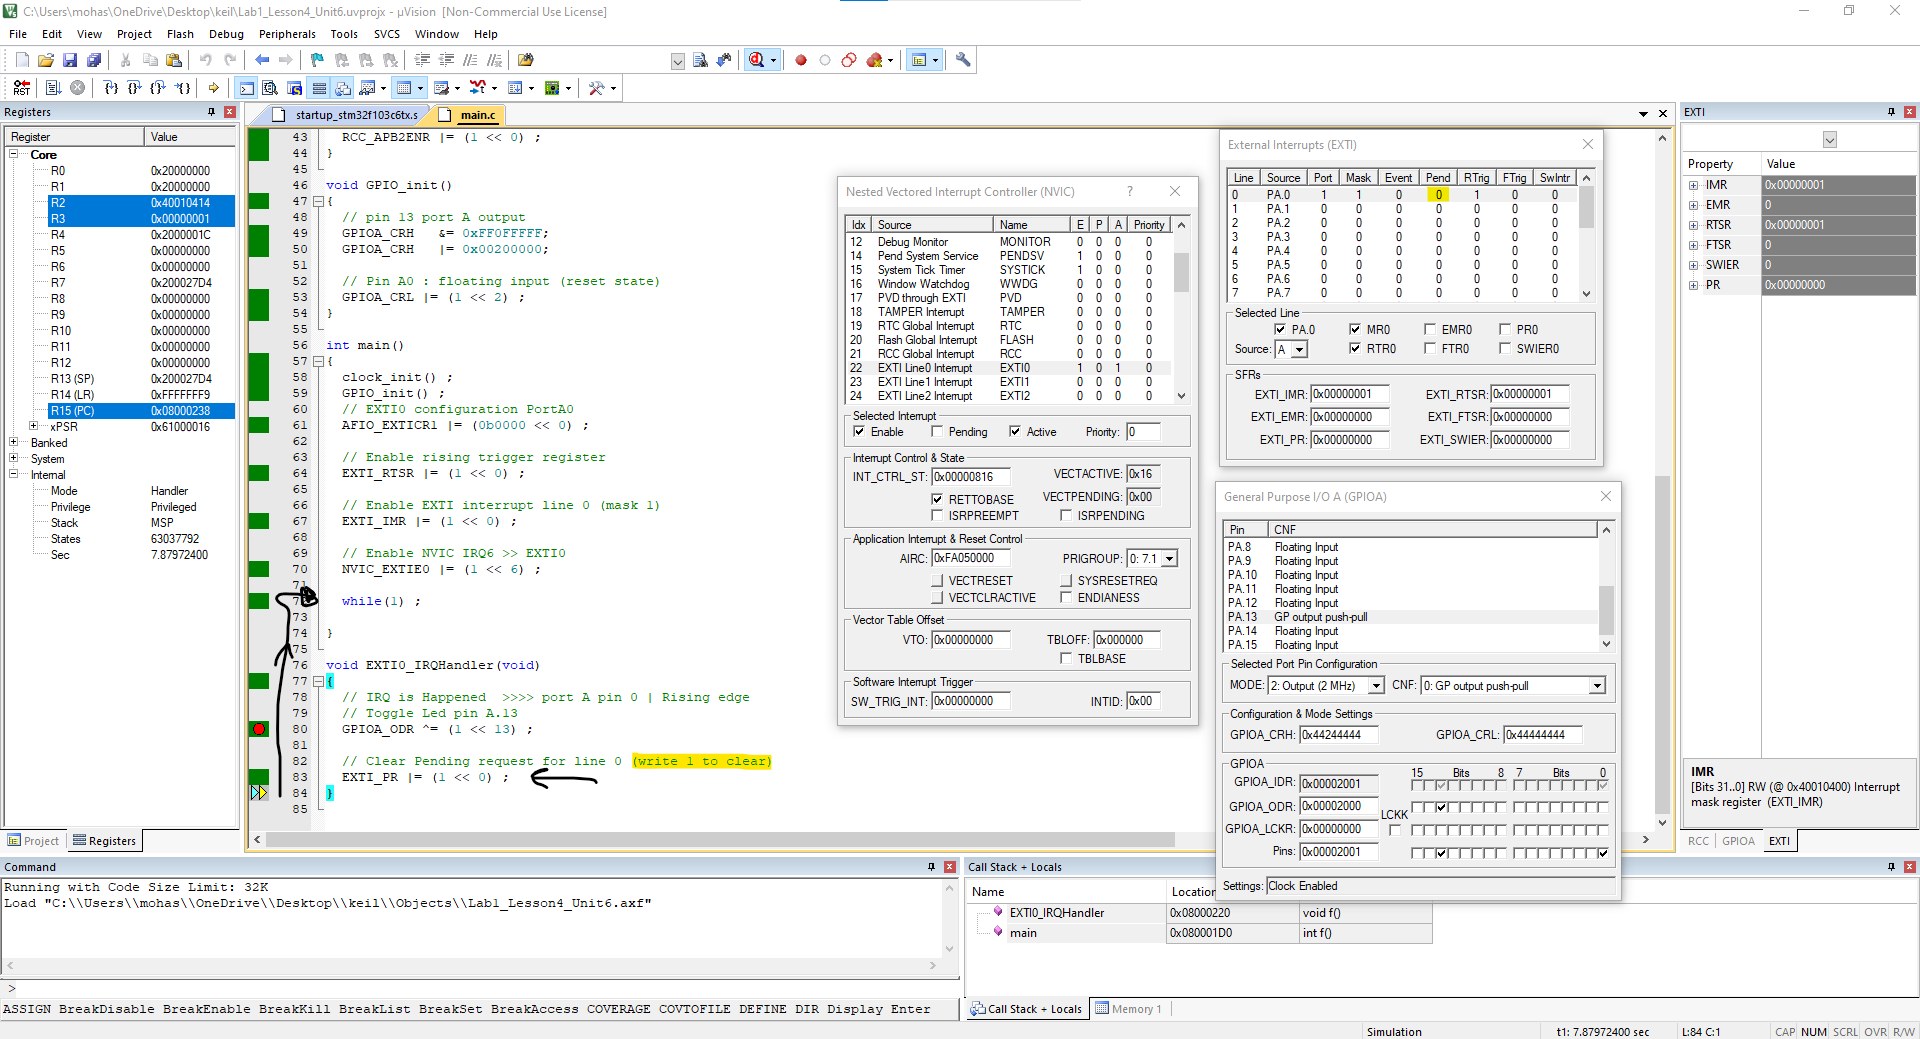 C:\Users\mohas\OneDrive\Desktop\keil\Lab1_Lesson4_Unit6.uvprojx - µVision [Non-Commercial Use License]
File Edit View Project Flash Debug Peripherals Tools SVCS Window Help
Registers
Register Value
Core
R0 0x20000000
R1 0x20000000
R2 0x40010414
R3 0x00000001
R4 0x2000001C
R5 0x00000000
R6 0x00000000
R7 0x200027D4
R8 0x00000000
R9 0x00000000
R10 0x00000000
R11 0x00000000
R12 0x00000000
R13 (SP) 0x200027D4
R14 (LR) 0xFFFFFFF9
R15 (PC) 0x08000238
xPSR 0x61000016
Banked
System
Internal
Mode Handler
Privilege Privileged
Stack MSP
States 63037792
Sec 7.87972400
Project Registers
startup_stm32f103c6tx.s main.c
43 RCC_APB2ENR |= (1 << 0) ;
44 }
45
46 void GPIO_init()
47 {
48 // pin 13 port A output
49 GPIOA_CRH &= 0xFF0FFFFF;
50 GPIOA_CRH |= 0x00200000;
51
52 // Pin A0 : floating input (reset state)
53 GPIOA_CRL |= (1 << 2) ;
54 }
55
56 int main()
57 {
58 clock_init() ;
59 GPIO_init() ;
60 // EXTI0 configuration PortA0
61 AFIO_EXTICR1 |= (0b0000 << 0) ;
62
63 // Enable rising trigger register
64 EXTI_RTSR |= (1 << 0) ;
65
66 // Enable EXTI interrupt line 0 (mask 1)
67 EXTI_IMR |= (1 << 0) ;
68
69 // Enable NVIC IRQ6 >> EXTI0
70 NVIC_EXTIE0 |= (1 << 6) ;
71
while(1) ;
73
74 }
75
76 void EXTI0_IRQHandler(void)
77 {
78 // IRQ is Happened >>>> port A pin 0 | Rising edge
79 // Toggle Led pin A.13
80 GPIOA_ODR ^= (1 << 13) ;
81
82 // Clear Pending request for line 0 (write 1 to clear)
83 EXTI_PR |= (1 << 0) ;
84 }
85
Nested Vectored Interrupt Controller (NVIC) ?
Idx Source Name E P A Priority
12 Debug Monitor MONITOR 0 0 0 0
14 Pend System Service PENDSV 1 0 0 0
15 System Tick Timer SYSTICK 1 0 0 0
16 Window Watchdog WWDG 0 0 0 0
17 PVD through EXTI PVD 0 0 0 0
18 TAMPER Interrupt TAMPER 0 0 0 0
19 RTC Global Interrupt RTC 0 0 0 0
20 Flash Global Interrupt FLASH 0 0 0 0
21 RCC Global Interrupt RCC 0 0 0 0
22 EXTI Line0 Interrupt EXTI0 1 0 1 0
23 EXTI Line1 Interrupt EXTI1 0 0 0 0
24 EXTI Line2 Interrupt EXTI2 0 0 0 0
Selected Interrupt
Enable Pending Active Priority: 0
Interrupt Control & State
INT_CTRL_ST: 0x00000816 VECTACTIVE: 0x16
RETTOBASE VECTPENDING: 0x00
ISRPREEMPT ISRPENDING
Application Interrupt & Reset Control
AIRC: 0xFA050000 PRIGROUP: 0: 7.1
VECTRESET SYSRESETREQ
VECTCLRACTIVE ENDIANESS
Vector Table Offset
VTO: 0x00000000 TBLOFF: 0x000000
TBLBASE
Software Interrupt Trigger
SW_TRIG_INT: 0x00000000 INTID: 0x00
External Interrupts (EXTI)
Line Source Port Mask Event Pend RTrig FTrig SwIntr
0 PA.0 1 1 0 0 1 0 0
1 PA.1 0 0 0 0 0 0 0
2 PA.2 0 0 0 0 0 0 0
3 PA.3 0 0 0 0 0 0 0
4 PA.4 0 0 0 0 0 0 0
5 PA.5 0 0 0 0 0 0 0
6 PA.6 0 0 0 0 0 0 0
7 PA.7 0 0 0 0 0 0 0
Selected Line
PA.0 MR0 EMR0 PR0
Source: A RTR0 FTR0 SWIER0
SFRs
EXTI_IMR: 0x00000001 EXTI_RTSR: 0x00000001
EXTI_EMR: 0x00000000 EXTI_FTSR: 0x00000000
EXTI_PR: 0x00000000 EXTI_SWIER: 0x00000000
General Purpose I/O A (GPIOA)
Pin CNF
PA.8 Floating Input
PA.9 Floating Input
PA.10 Floating Input
PA.11 Floating Input
PA.12 Floating Input
PA.13 GP output push-pull
PA.14 Floating Input
PA.15 Floating Input
Selected Port Pin Configuration
MODE: 2: Output (2 MHz) CNF: 0: GP output push-pull
Configuration & Mode Settings
GPIOA_CRH: 0x44244444 GPIOA_CRL: 0x44444444
GPIOA
15 Bits 8 7 Bits 0
GPIOA_IDR: 0x00002001
GPIOA_ODR: 0x00002000
LCKK
GPIOA_LCKR: 0x00000000
Pins: 0x00002001
Settings: Clock Enabled
EXTI
Property Value
IMR 0x00000001
EMR 0
RTSR 0x00000001
FTSR 0
SWIER 0
PR 0x00000000
IMR
[Bits 31..0] RW (@ 0x40010400) Interrupt
mask register (EXTI_IMR)
RCC GPIOA EXTI
Command
Running with Code Size Limit: 32K
Load "C:\\Users\\mohas\\OneDrive\\Desktop\\keil\\Objects\\Lab1_Lesson4_Unit6.axf"
>
ASSIGN BreakDisable BreakEnable BreakKill BreakList BreakSet BreakAccess COVERAGE COVTOFILE DEFINE DIR Display Enter
Call Stack + Locals
Name Location
EXTI0_IRQHandler 0x08000220 void f()
main 0x080001D0 int f()
Call Stack + Locals Memory 1
Simulation t1: 7.87972400 sec L:84 C:1 CAP NUM SCRL OVR R/W